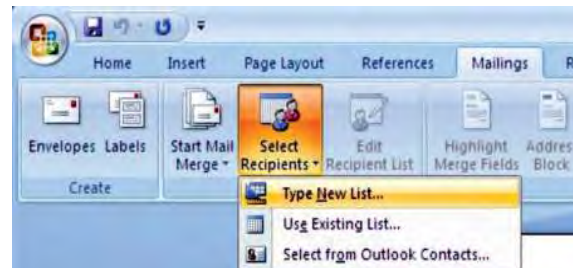 Home Insert Page Layout References Mailings
Envelopes Labels Start Mail Merge Select Recipients Edit Recipient List Highlight Merge Fields Block
Create
Type New List...
Use Existing List...
Select from Outlook Contacts...